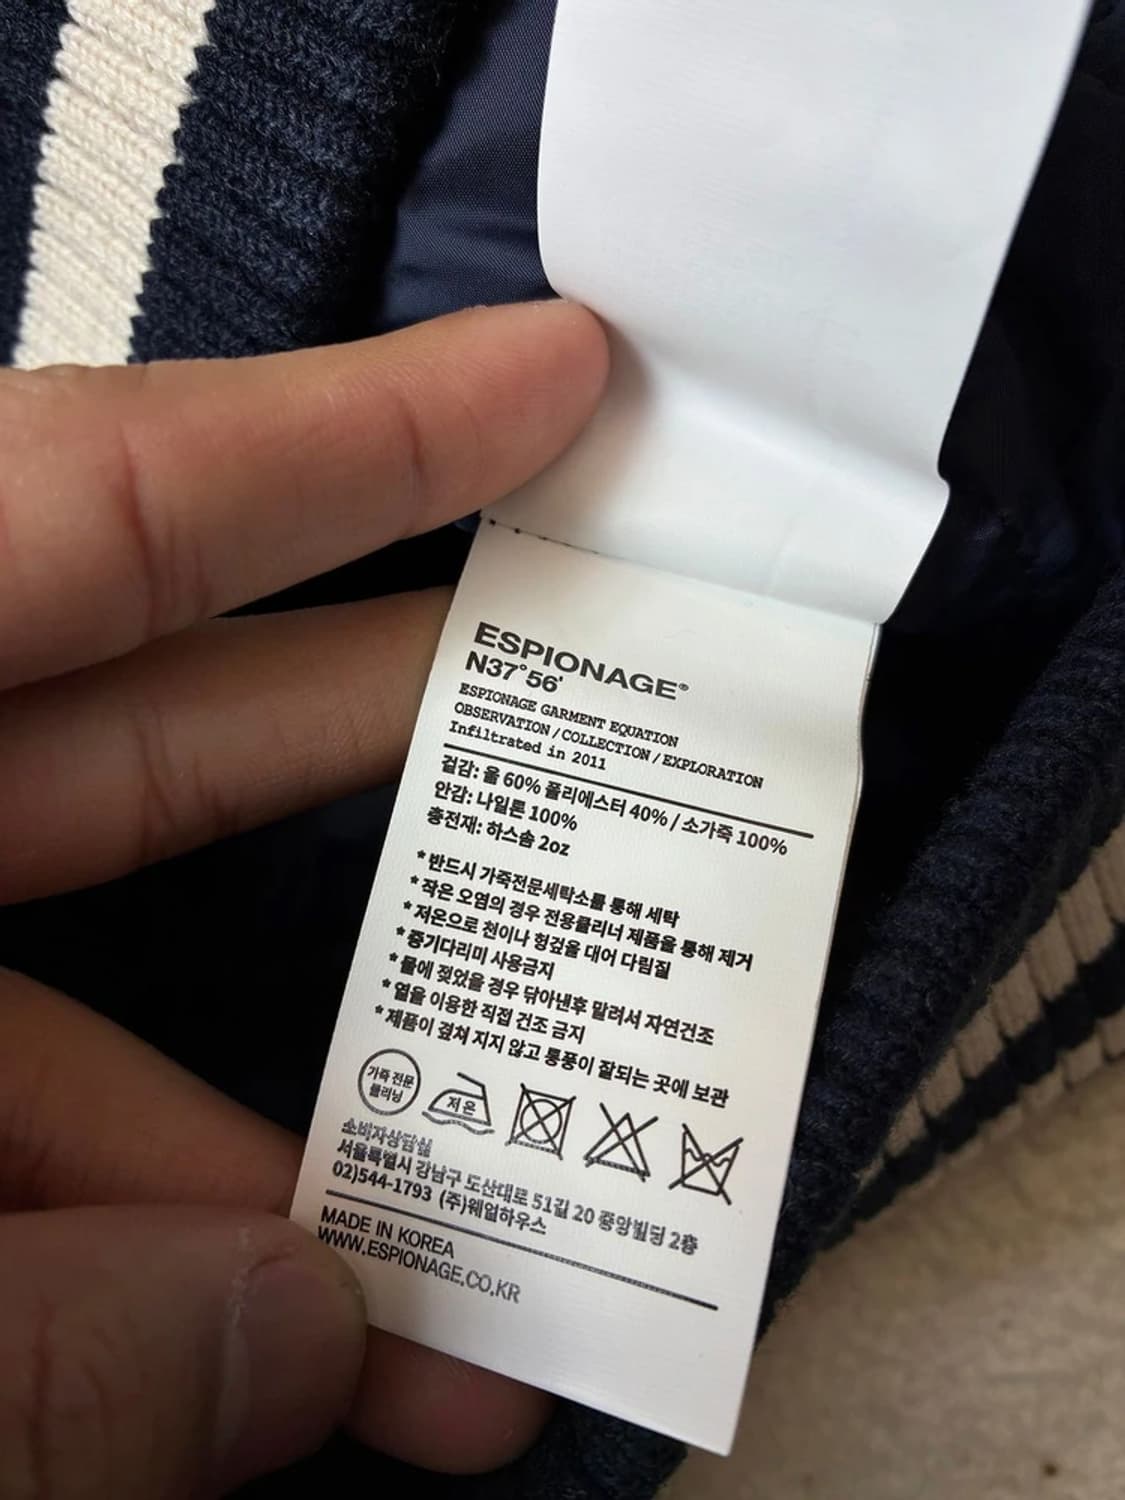 ESPIONAGE®
N37°56'
ESPIONAGE GARMENT EQUATION
OBSERVATION / COLLECTION / EXPLORATION
Infiltrated in 2011
겉감: 울 60% 폴리에스터 40% / 소가죽 100%
안감: 나일론 100%
충전재: 하스솜 2oz
* 반드시 가죽전문세탁소를 통해 세탁
* 작은 오염의 경우 전용클리너 제품을 통해 제거
* 저온으로 천이나 헝겊을 대어 다림질
* 증기다리미 사용금지
* 물에 젖었을 경우 닦아낸후 말려서 자연건조
* 열을 이용한 직접 건조 금지
* 제품이 겹쳐 지지 않고 통풍이 잘되는 곳에 보관
가죽 전문
클리닝
저 온
소비자상담실
서울특별시 강남구 도산대로 51길 20 중앙빌딩 2층
02)544-1793 (주)웨얼하우스
MADE IN KOREA
WWW.ESPIONAGE.CO.KR